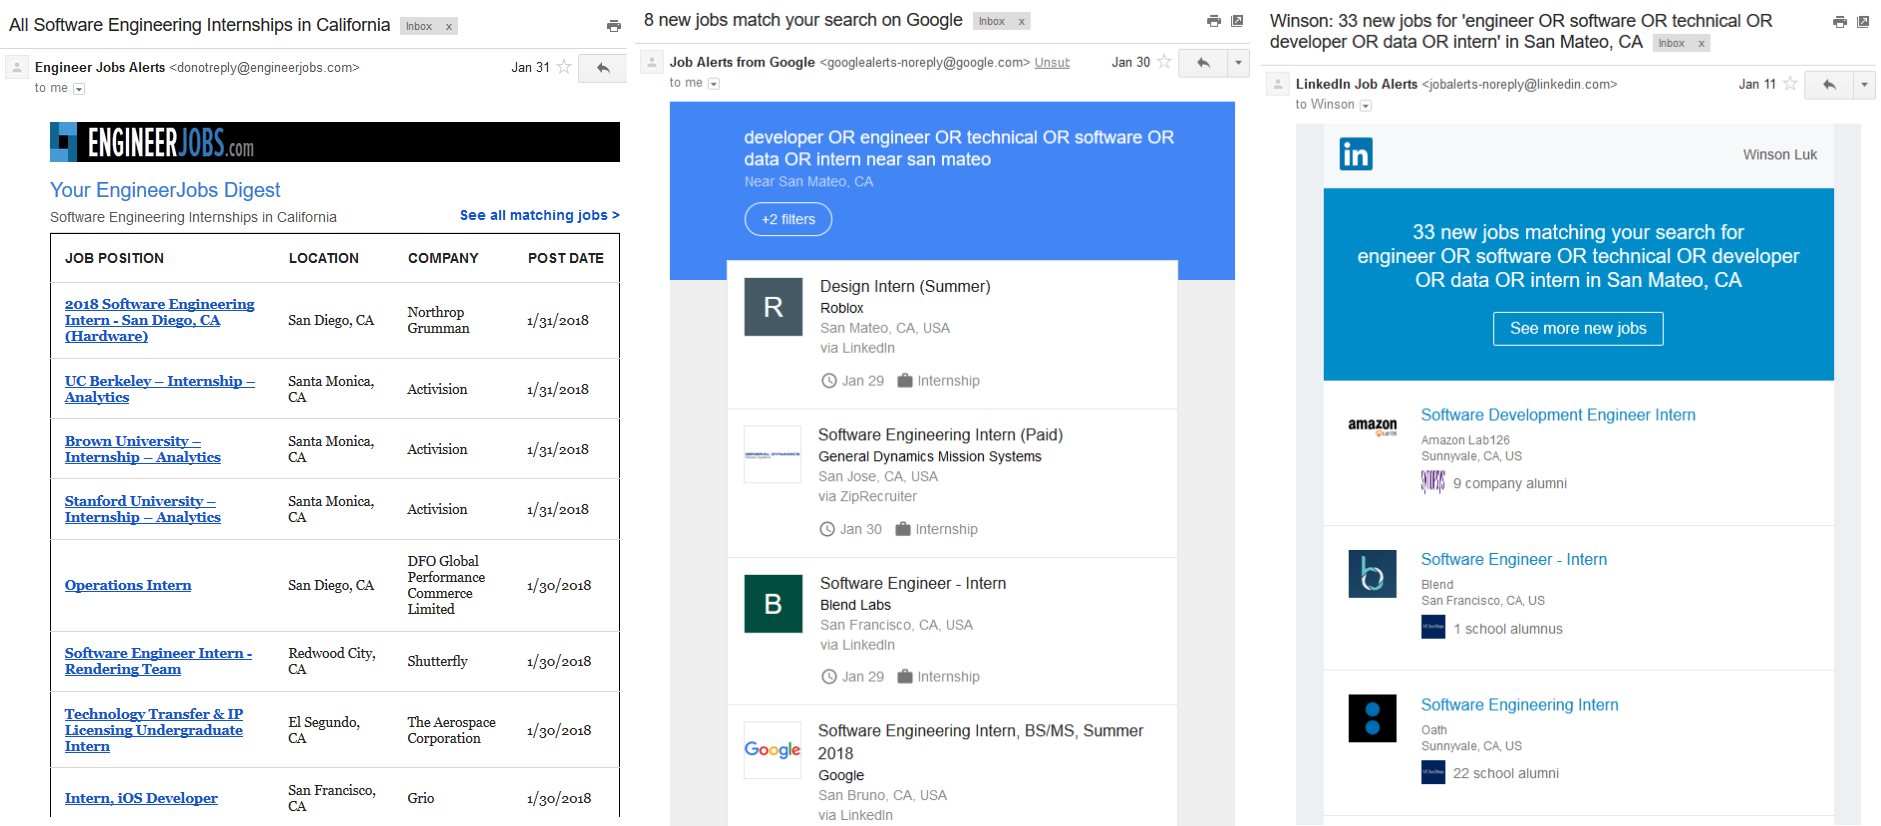 All Software Engineering Internships in California Inbox x
Engineer Jobs Alerts <donotreply@engineerjobs.com> Jan 31
to me
ENGINEERJOBS.com
Your EngineerJobs Digest
Software Engineering Internships in California See all matching jobs >
JOB POSITION LOCATION COMPANY POST DATE
2018 Software Engineering
Intern - San Diego, CA
(Hardware)
San Diego, CA
Northrop
Grumman
1/31/2018
UC Berkeley – Internship –
Analytics
Santa Monica,
CA
Activision
1/31/2018
Brown University –
Internship – Analytics
Santa Monica,
CA
Activision
1/31/2018
Stanford University –
Internship – Analytics
Santa Monica,
CA
Activision
1/31/2018
Operations Intern
San Diego, CA
DFO Global
Performance
Commerce
Limited
1/30/2018
Software Engineer Intern -
Rendering Team
Redwood City,
CA
Shutterfly
1/30/2018
Technology Transfer & IP
Licensing Undergraduate
Intern
El Segundo,
CA
The Aerospace
Corporation
1/30/2018
Intern, iOS Developer
San Francisco,
CA
Grio
1/30/2018
8 new jobs match your search on Google Inbox x
Job Alerts from Google <googlealerts-noreply@google.com> Unsut Jan 30
to me
developer OR engineer OR technical OR software OR
data OR intern near san mateo
Near San Mateo, CA
+2 filters
R
Design Intern (Summer)
Roblox
San Mateo, CA, USA
via LinkedIn
Jan 29 Internship
GENERAL DYNAMICS
Software Engineering Intern (Paid)
General Dynamics Mission Systems
San Jose, CA, USA
via ZipRecruiter
Jan 30 Internship
B
Software Engineer - Intern
Blend Labs
San Francisco, CA, USA
via LinkedIn
Jan 29 Internship
Google
Software Engineering Intern, BS/MS, Summer
2018
Google
San Bruno, CA, USA
via LinkedIn
Winson: 33 new jobs for 'engineer OR software OR technical OR
developer OR data OR intern' in San Mateo, CA Inbox x
LinkedIn Job Alerts <jobalerts-noreply@linkedin.com> Jan 11
to Winson
in
Winson Luk
33 new jobs matching your search for
engineer OR software OR technical OR developer
OR data OR intern in San Mateo, CA
See more new jobs
amazon
Lab126
Software Development Engineer Intern
Amazon Lab126
Sunnyvale, CA, US
9 company alumni
b
Software Engineer - Intern
Blend
San Francisco, CA, US
1 school alumnus
Software Engineering Intern
Oath
Sunnyvale, CA, US
22 school alumni